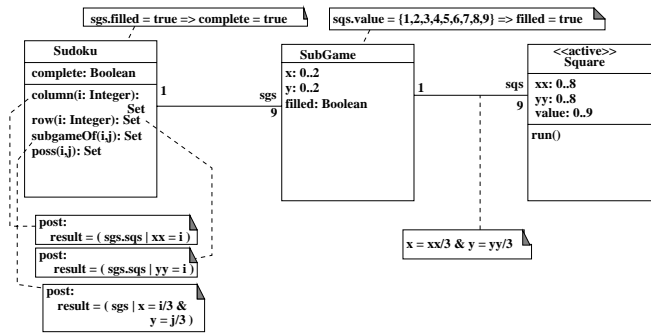 sgs.filled = true => complete = true
sqs.value = {1,2,3,4,5,6,7,8,9} => filled = true
Sudoku
complete: Boolean
column(i: Integer):
Set
row(i: Integer): Set
subgameOf(i,j): Set
poss(i,j): Set
1
sgs
9
SubGame
x: 0..2
y: 0..2
filled: Boolean
1
sqs
9
<<active>>
Square
xx: 0..8
yy: 0..8
value: 0..9
run()
post:
result = ( sgs.sqs | xx = i )
post:
result = ( sgs.sqs | yy = i )
post:
result = ( sgs | x = i/3 &
y = j/3 )
x = xx/3 & y = yy/3